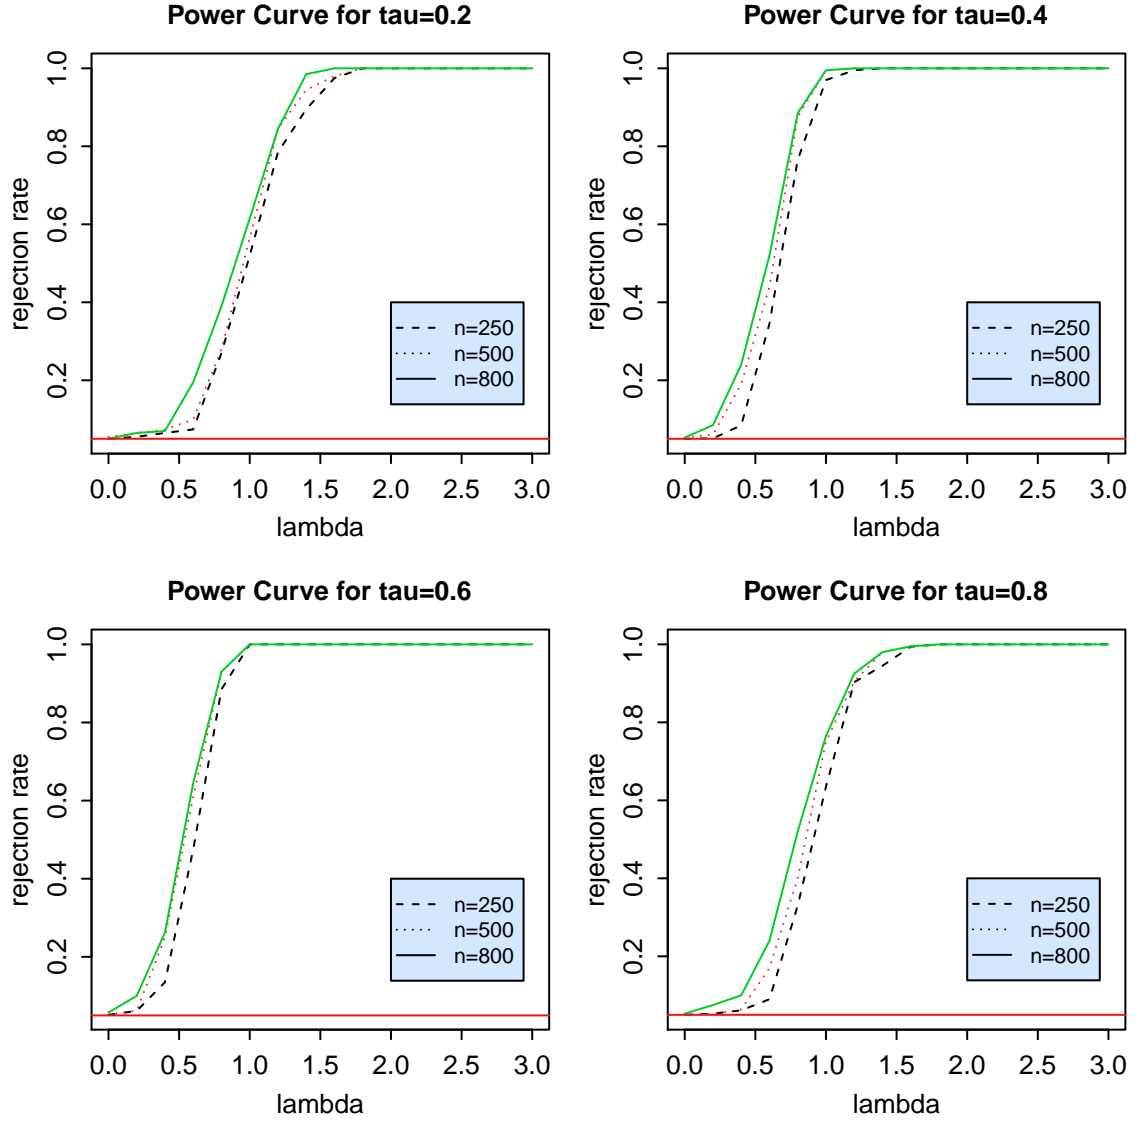 Power Curve for tau=0.2
rejection rate
1.0
0.8
0.6
0.4
0.2
n=250
n=500
n=800
0.0 0.5 1.0 1.5 2.0 2.5 3.0
lambda
Power Curve for tau=0.4
rejection rate
1.0
0.8
0.6
0.4
0.2
n=250
n=500
n=800
0.0 0.5 1.0 1.5 2.0 2.5 3.0
lambda
Power Curve for tau=0.6
rejection rate
1.0
0.8
0.6
0.4
0.2
n=250
n=500
n=800
0.0 0.5 1.0 1.5 2.0 2.5 3.0
lambda
Power Curve for tau=0.8
rejection rate
1.0
0.8
0.6
0.4
0.2
n=250
n=500
n=800
0.0 0.5 1.0 1.5 2.0 2.5 3.0
lambda